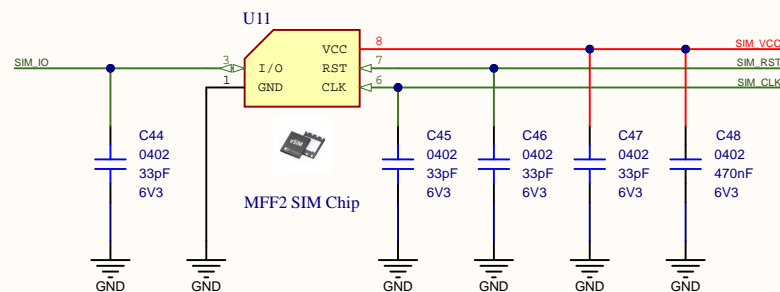 U11
8
SIM_VCC
VCC
SIM_IO
3
I/O
RST
7
SIM_RST
1
GND
CLK
6
SIM_CLK
eSIM
MFF2 SIM Chip
C44
0402
33pF
6V3
C45
0402
33pF
6V3
C46
0402
33pF
6V3
C47
0402
33pF
6V3
C48
0402
470nF
6V3
GND
GND
GND
GND
GND
GND